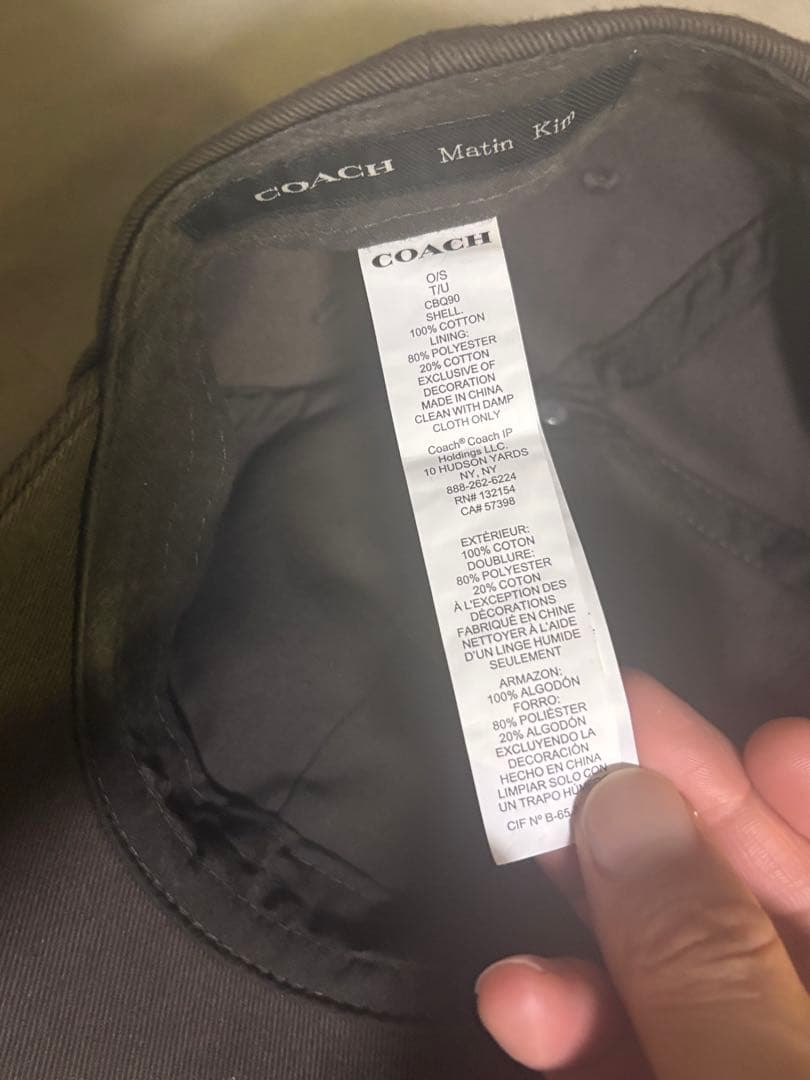 COACH Matin Kim
COACH
O/S
T/U
CBQ90
SHELL.
100% COTTON
LINING:
80% POLYESTER
20% COTTON
EXCLUSIVE OF
DECORATION
MADE IN CHINA
CLEAN WITH DAMP
CLOTH ONLY
Coach® Coach IP
Holdings LLC.
10 HUDSON YARDS
NY, NY
888-262-6224
RN# 132154
CA# 57398
EXTÈRIEUR:
100% COTON
DOUBLURE:
80% POLYESTER
20% COTON
À L'EXCEPTION DES
DÉCORATIONS
FABRIQUÉ EN CHINE
NETTOYER À L'AIDE
D'UN LINGE HUMIDE
SEULEMENT
ARMAZON:
100% ALGODÓN
FORRO:
80% POLIÉSTER
20% ALGODÓN
EXCLUYENDO LA
DECORACIÓN
HECHO EN CHINA
LIMPIAR SOLO CON
UN TRAPO
CIF Nº B-65